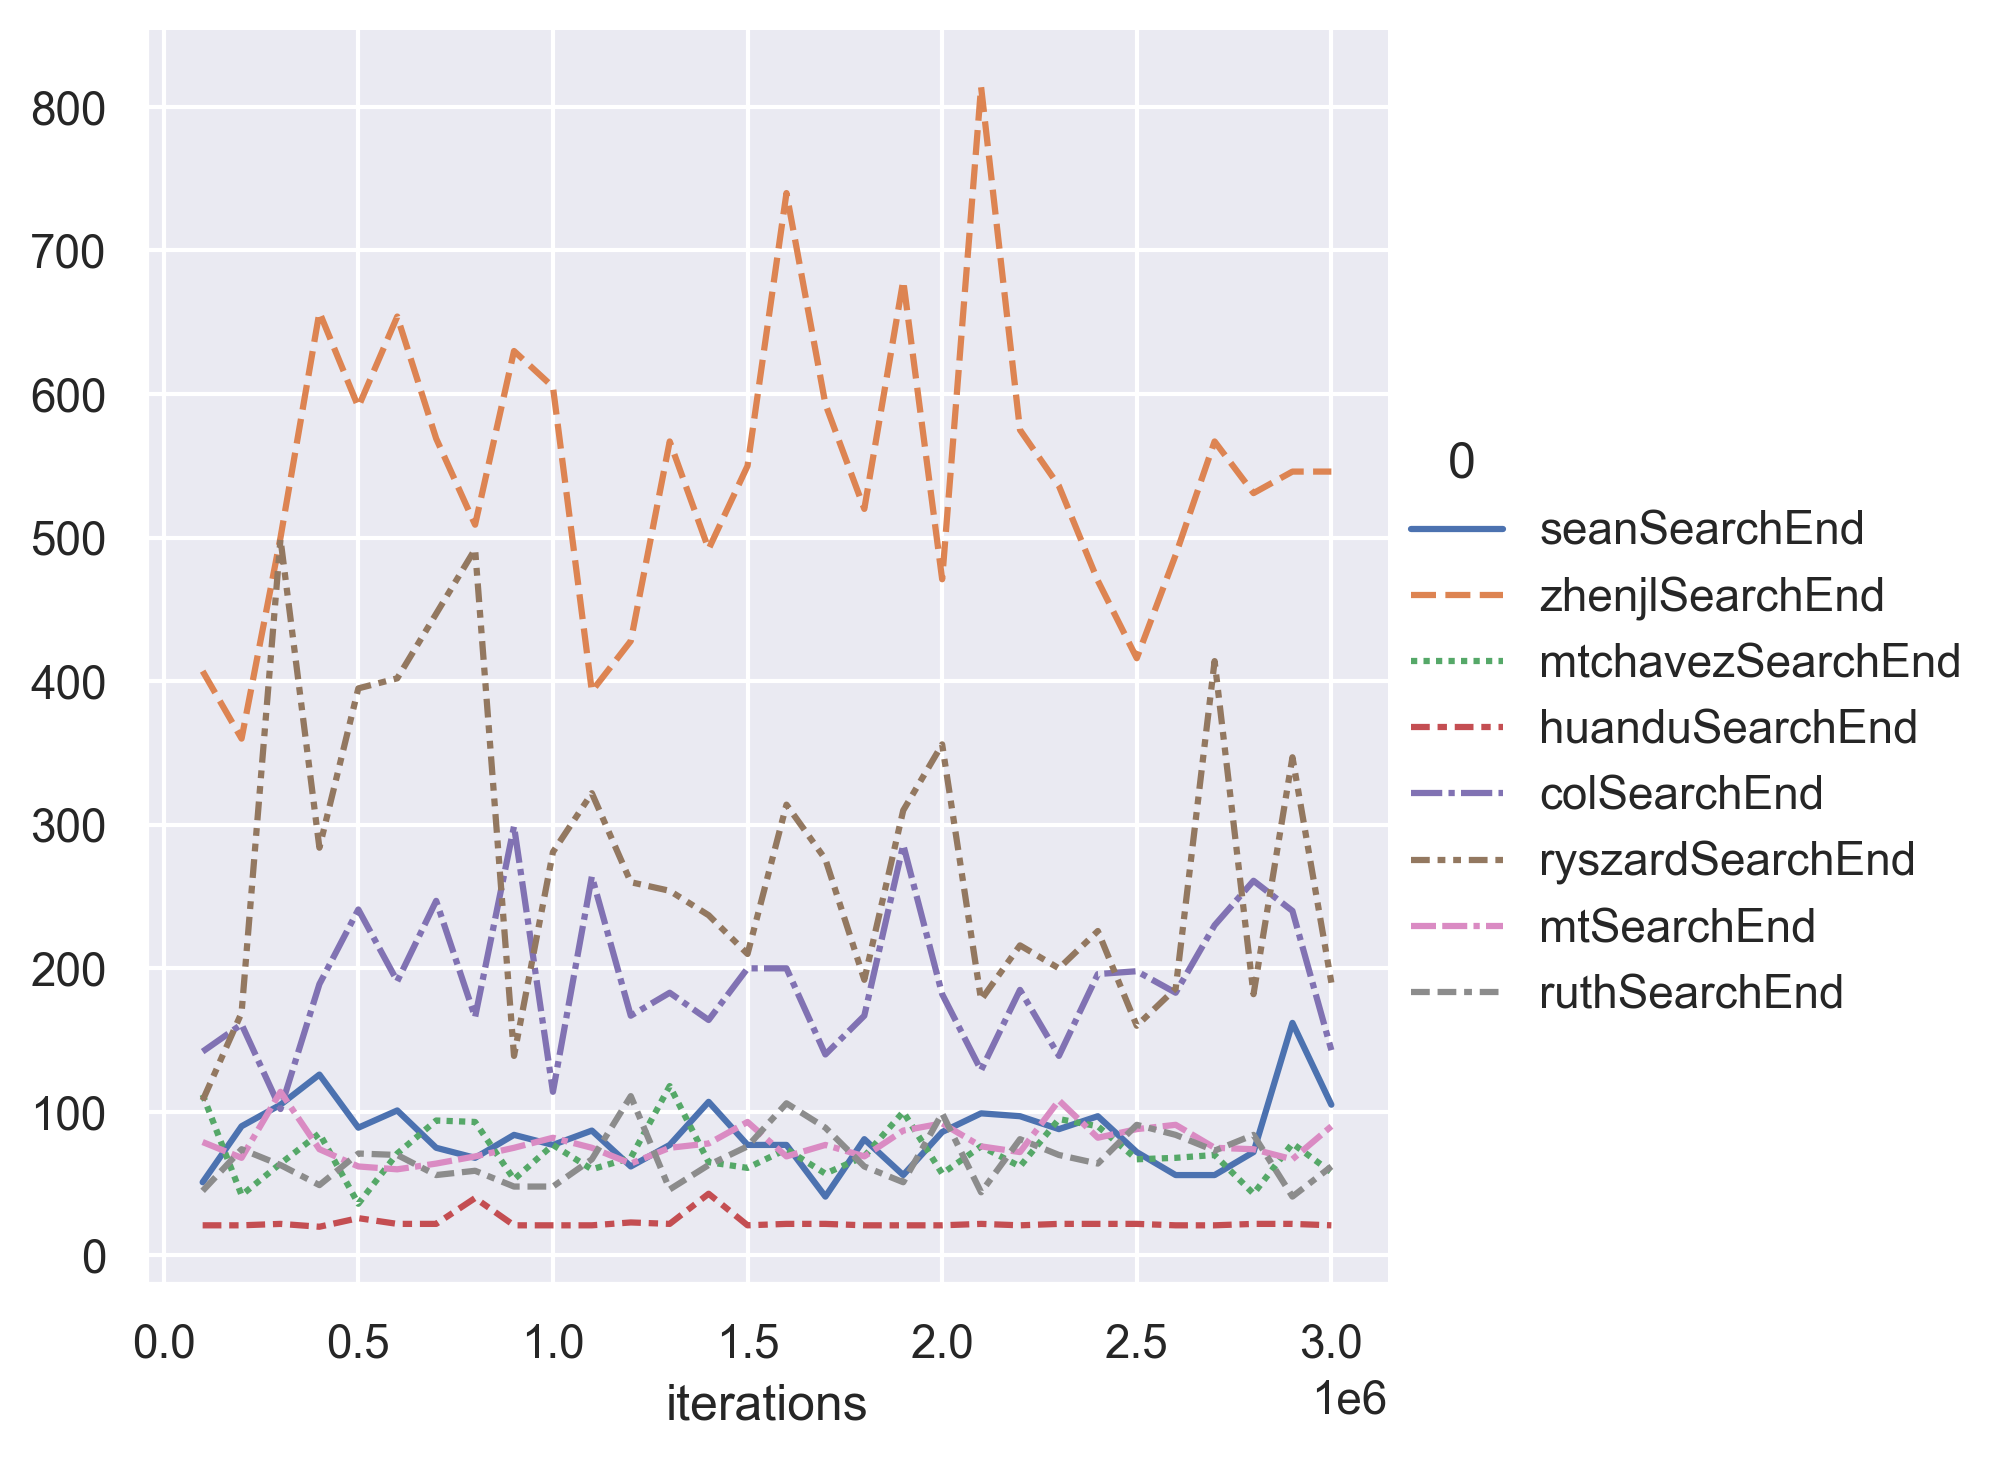 800
700
600
500
400
300
200
100
0
0.0 0.5 1.0 1.5 2.0 2.5 3.0
1e6
iterations
0
seanSearchEnd
zhenjlSearchEnd
mtchavezSearchEnd
huanduSearchEnd
colSearchEnd
ryszardSearchEnd
mtSearchEnd
ruthSearchEnd